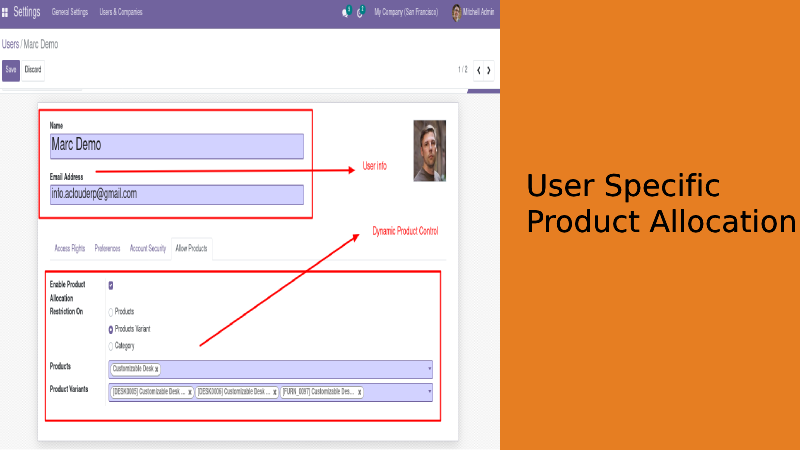 Settings General Settings Users & Companies My Company (San Francisco) Mitchell Admin
Users / Marc Demo
Save Discard 1 / 2
Name
Marc Demo
User info
Email Address
info.aclouderp@gmail.com
Dynamic Product Control
Access Rights Preferences Account Security Allow Products
Enable Product
Allocation
Restriction On Products
Products Variant
Category
Products Customizable Desk x
Product Variants [DESK0005] Customizable Desk ... x [DESK0006] Customizable Desk ... x [FURN_0097] Customizable Des... x
User Specific
Product Allocation